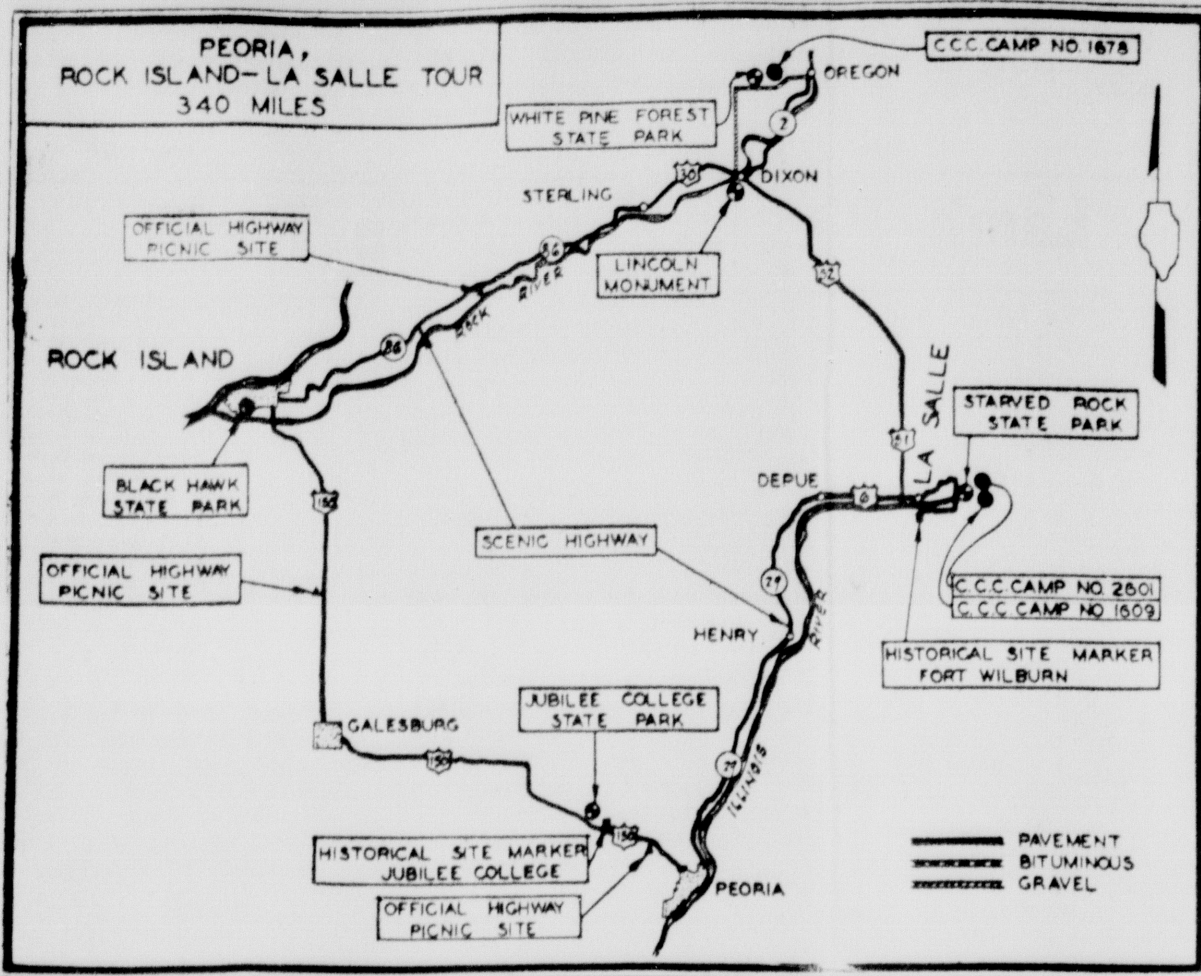 PEORIA,
ROCK ISLAND-LA SALLE TOUR
340 MILES
C.C.C. CAMP NO. 1678
OREGON
WHITE PINE FOREST
STATE PARK
2
30
DIXON
STERLING
OFFICIAL HIGHWAY
PICNIC SITE
86
LINCOLN
MONUMENT
52
ROCK RIVER
86
ROCK ISLAND
BLACK HAWK
STATE PARK
150
SCENIC HIGHWAY
OFFICIAL HIGHWAY
PICNIC SITE
LA SALLE
51
STARVED ROCK
STATE PARK
DEPUE
6
29
C.C.C. CAMP NO. 2601
C.C.C. CAMP NO. 1609
HENRY
HISTORICAL SITE MARKER
FORT WILBURN
JUBILEE COLLEGE
STATE PARK
GALESBURG
150
29
ILLINOIS RIVER
150
HISTORICAL SITE MARKER
JUBILEE COLLEGE
OFFICIAL HIGHWAY
PICNIC SITE
PEORIA
PAVEMENT
BITUMINOUS
GRAVEL